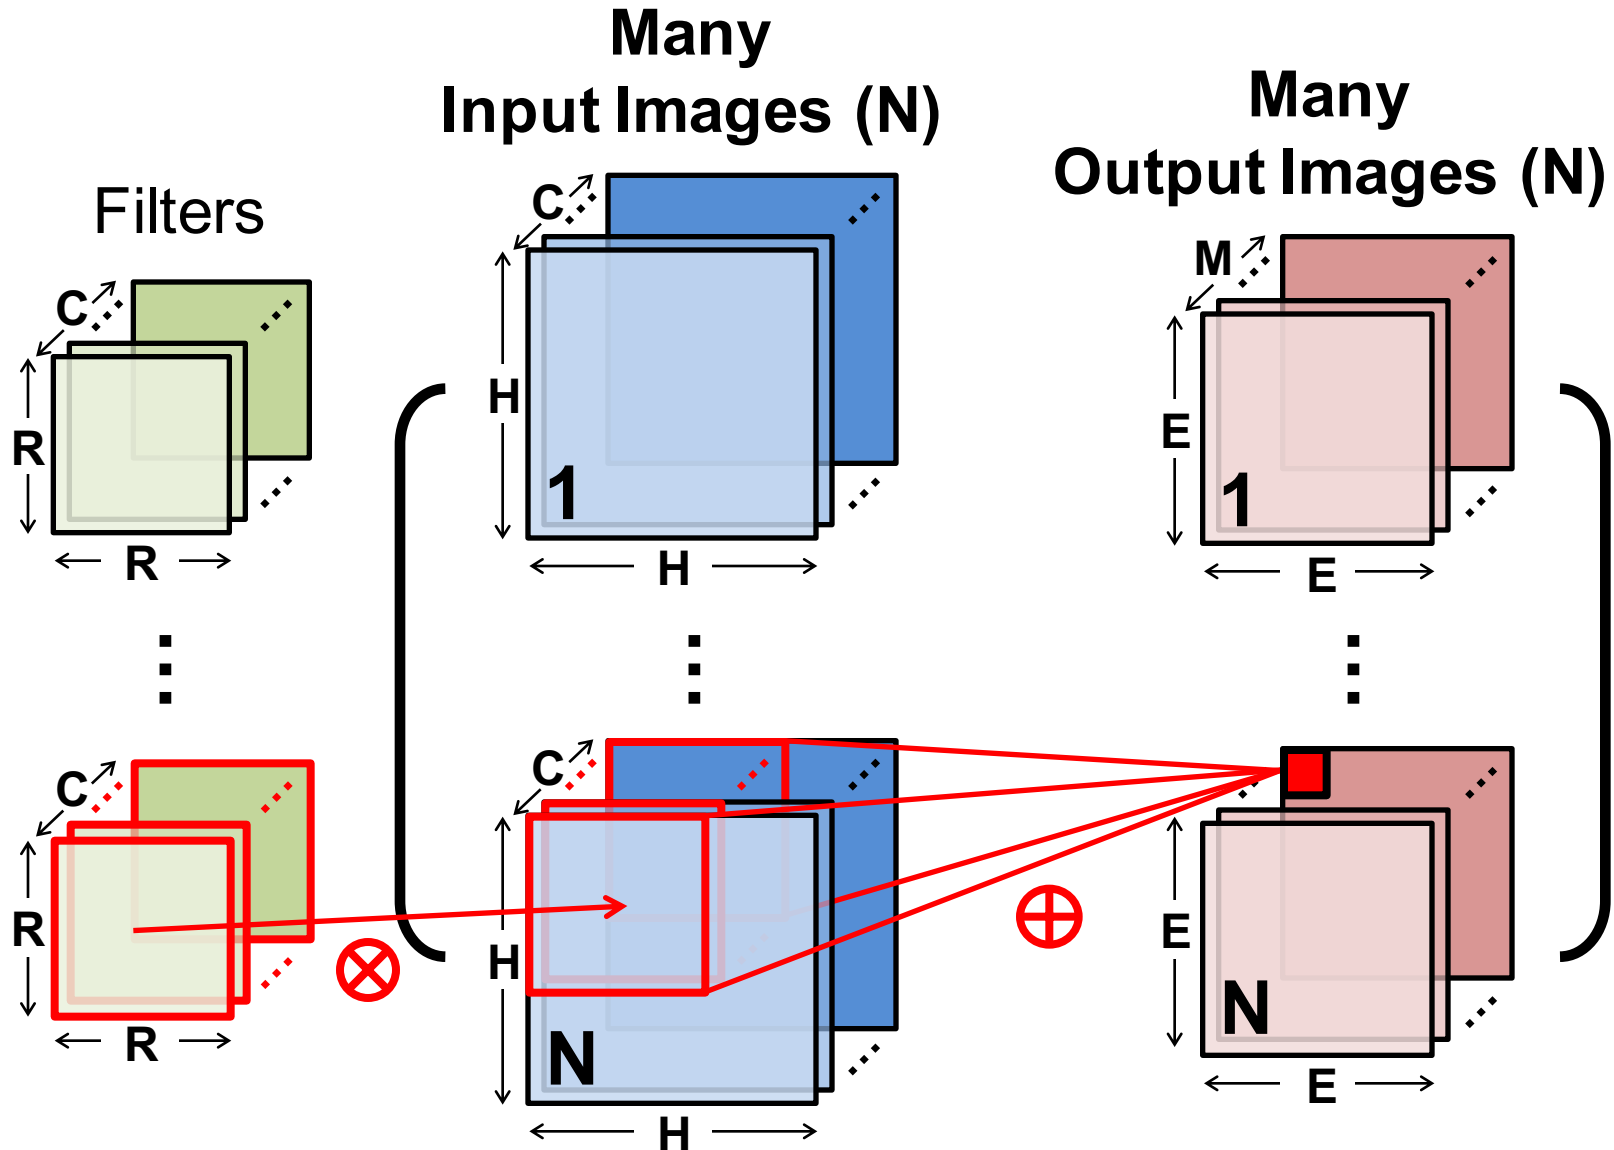 Many
Input Images (N)
Many
Output Images (N)
Filters
C
R
R
C
H
1
H
M
E
1
E
C
R
R
C
H
N
H
E
N
E